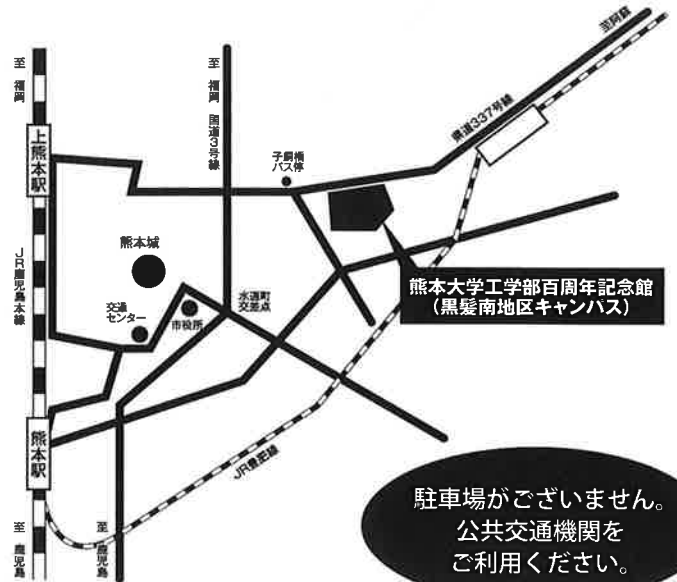 至 福岡
至 福岡
国道3号線
至阿蘇
県道337号線
上熊本駅
子飼橋
バス停
熊本城
JR鹿児島本線
熊本大学工学部百周年記念館
（黒髪南地区キャンパス）
交通
センター
市役所
水道町
交差点
熊本駅
JR豊肥線
駐車場がございません。
公共交通機関を
ご利用ください。
至 鹿児島
至 鹿児島